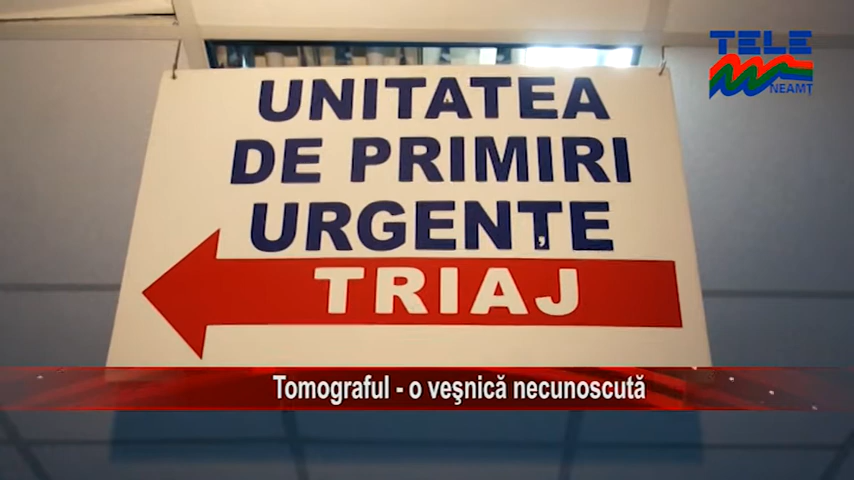 TELE
NEAMȚ
UNITATEA
DE PRIMIRI
URGENȚE
TRIAJ
Tomograful - o veşnică necunoscută